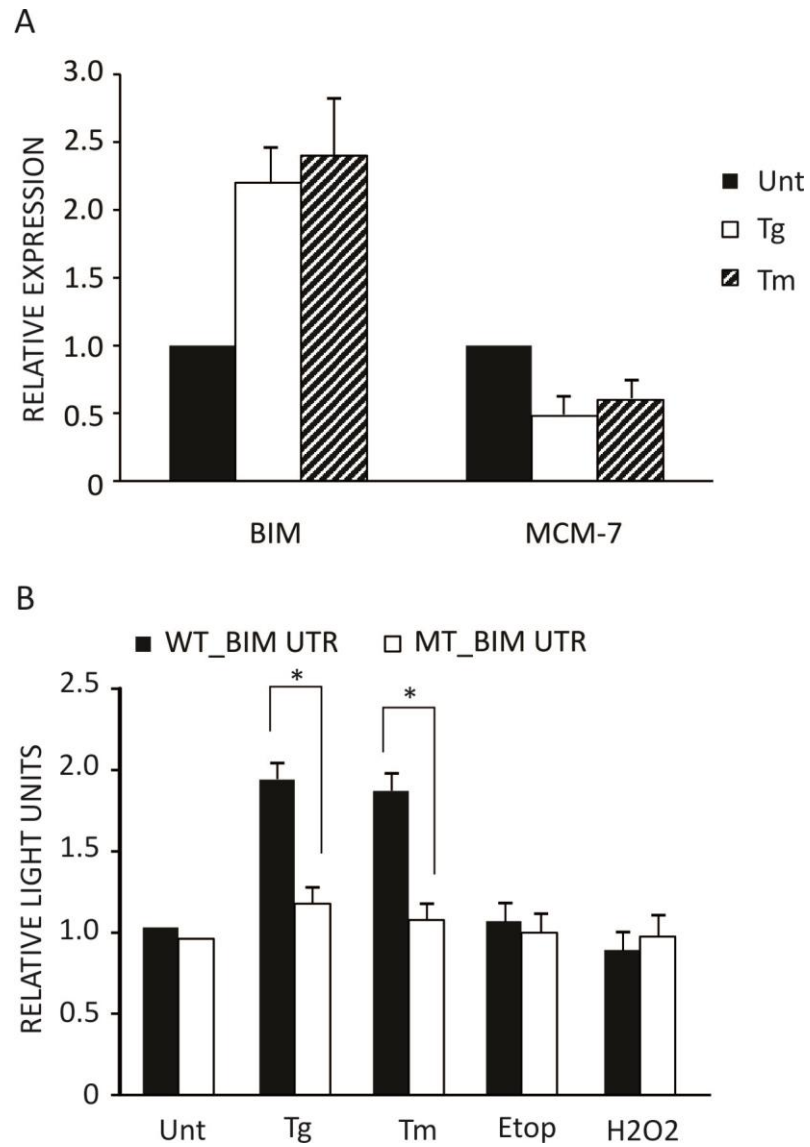 A
RELATIVE EXPRESSION
3.0
2.5
2.0
1.5
1.0
0.5
0
BIM
MCM-7
Unt
Tg
Tm
B
WT_BIM UTR
MT_BIM UTR
RELATIVE LIGHT UNITS
2.5
2.0
1.5
1.0
0.5
0
*
*
Unt
Tg
Tm
Etop
H2O2